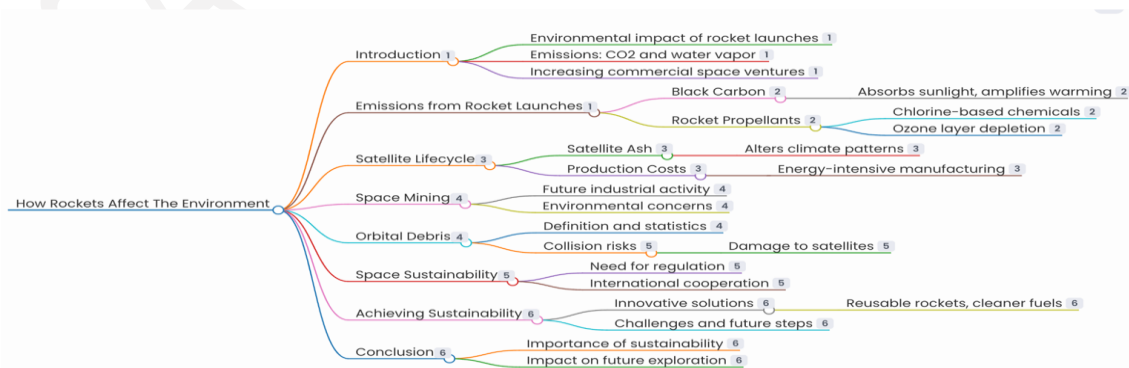 How Rockets Affect The Environment
Introduction 1
Environmental impact of rocket launches 1
Emissions: CO2 and water vapor 1
Increasing commercial space ventures 1
Emissions from Rocket Launches 1
Black Carbon 2
Absorbs sunlight, amplifies warming 2
Rocket Propellants 2
Chlorine-based chemicals 2
Ozone layer depletion 2
Satellite Lifecycle 3
Satellite Ash 3
Alters climate patterns 3
Production Costs 3
Energy-intensive manufacturing 3
Space Mining 4
Future industrial activity 4
Environmental concerns 4
Orbital Debris 4
Definition and statistics 4
Collision risks 5
Damage to satellites 5
Space Sustainability 5
Need for regulation 5
International cooperation 5
Achieving Sustainability 6
Innovative solutions 6
Reusable rockets, cleaner fuels 6
Challenges and future steps 6
Conclusion 6
Importance of sustainability 6
Impact on future exploration 6